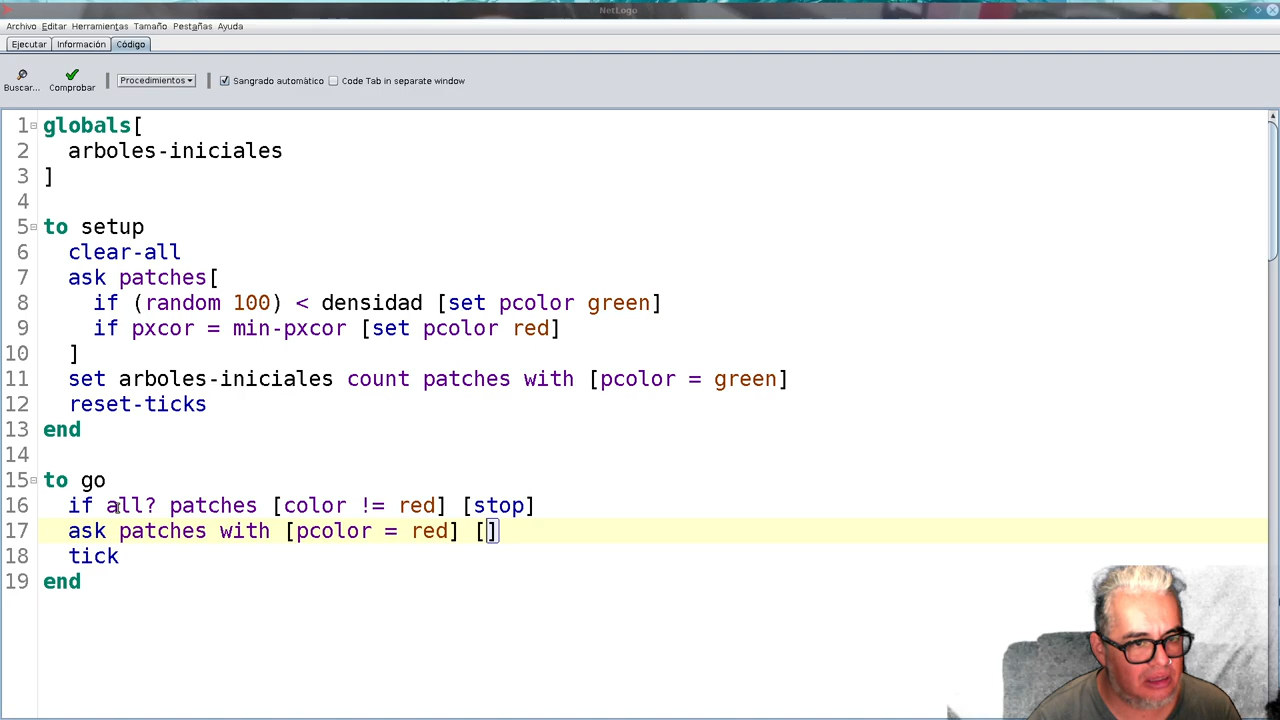 NetLogo
Archivo Editar Herramientas Tamaño Pestañas Ayuda
Ejecutar Información Código
Buscar... Comprobar Procedimientos Sangrado automático Code Tab in separate window
1 globals[
2 arboles-iniciales
3 ]
4
5 to setup
6 clear-all
7 ask patches[
8 if (random 100) < densidad [set pcolor green]
9 if pxcor = min-pxcor [set pcolor red]
10 ]
11 set arboles-iniciales count patches with [pcolor = green]
12 reset-ticks
13 end
14
15 to go
16 if all? patches [color != red] [stop]
17 ask patches with [pcolor = red] []
18 tick
19 end